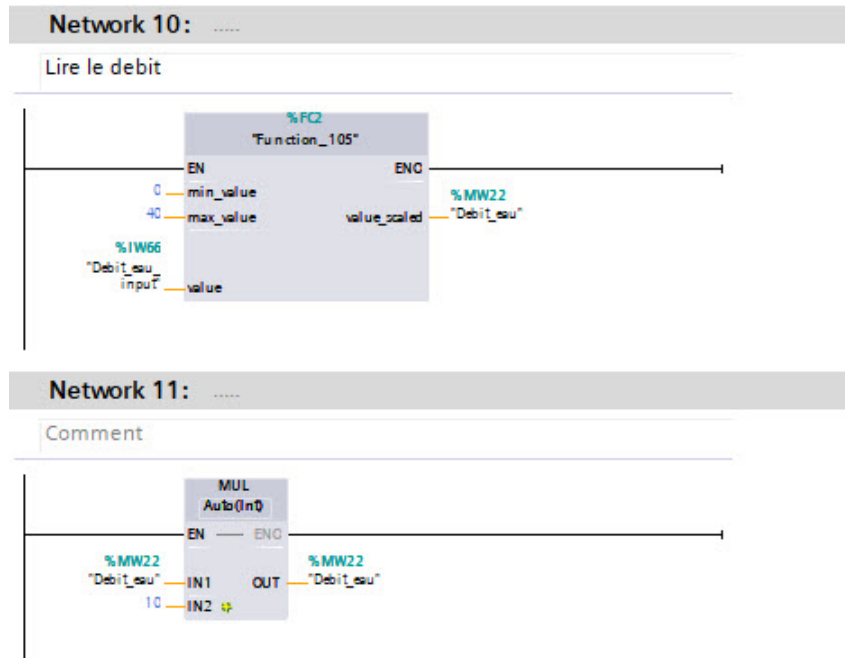 Network 10: .....
Lire le debit
%FC2
"Function_105"
EN ENO
0 min_value
%MW22
40 max_value value_scaled "Debit_eau"
%IW66
"Debit_eau_
input" value
Network 11: .....
Comment
MUL
Auto(Int)
EN ENO
%MW22 %MW22
"Debit_eau" IN1 OUT "Debit_eau"
10 IN2